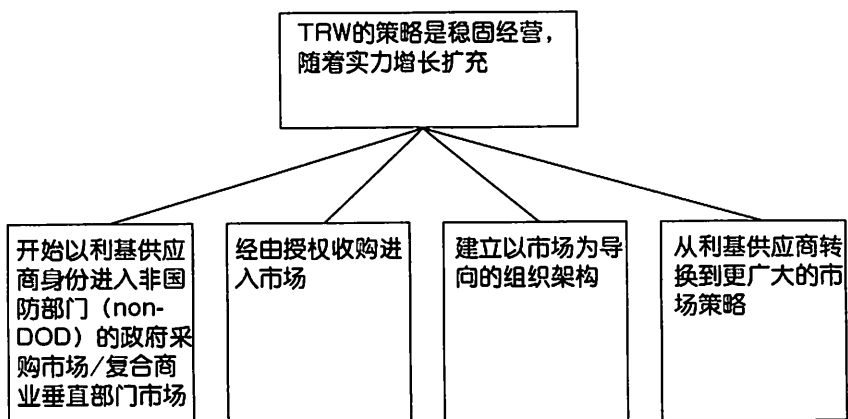 TRW的策略是稳固经营，
随着实力增长扩充
开始以利基供应
商身份进入非国
防部门（non-
DOD）的政府采
购市场/复合商
业垂直部门市场
经由授权收购进
入市场
建立以市场为导
向的组织架构
从利基供应商转
换到更广大的市
场策略